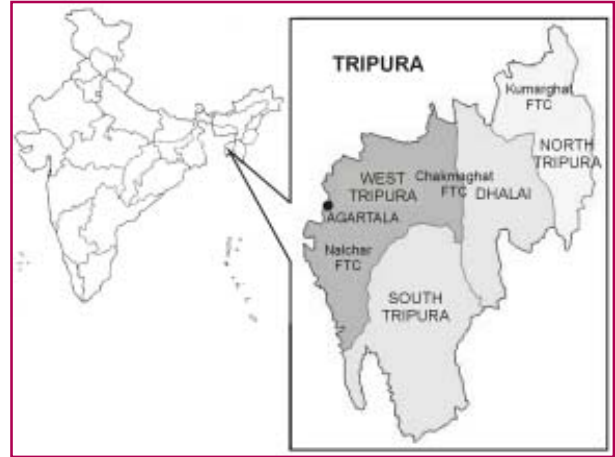 TRIPURA
Kumarghat
FTC
NORTH
TRIPURA
WEST
TRIPURA
Chakmaghat
FTC
DHALAI
AGARTALA
Nalchar
FTC
SOUTH
TRIPURA